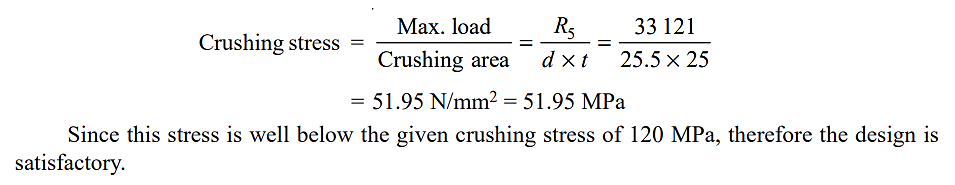 Crushing stress = Max. load / Crushing area = R₅ / d × t = 33 121 / 25.5 × 25
= 51.95 N/mm² = 51.95 MPa
Since this stress is well below the given crushing stress of 120 MPa, therefore the design is
satisfactory.